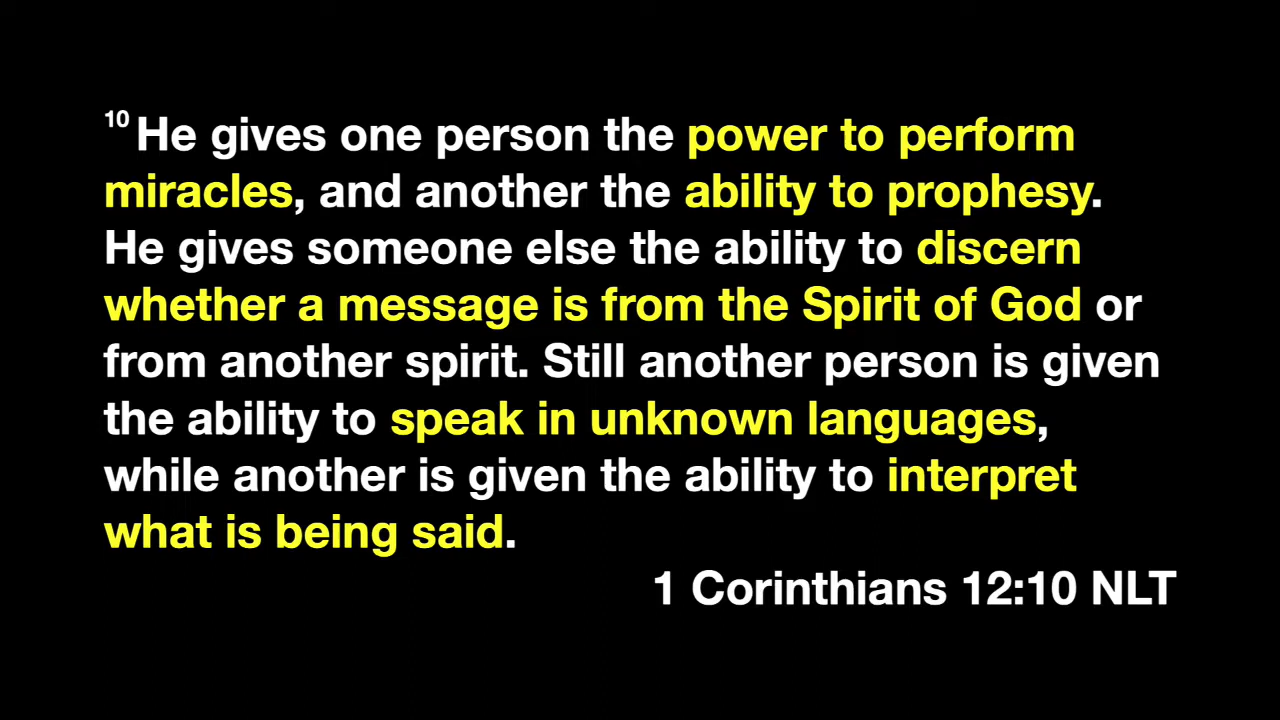 10 He gives one person the power to perform
miracles, and another the ability to prophesy.
He gives someone else the ability to discern
whether a message is from the Spirit of God or
from another spirit. Still another person is given
the ability to speak in unknown languages,
while another is given the ability to interpret
what is being said.
1 Corinthians 12:10 NLT